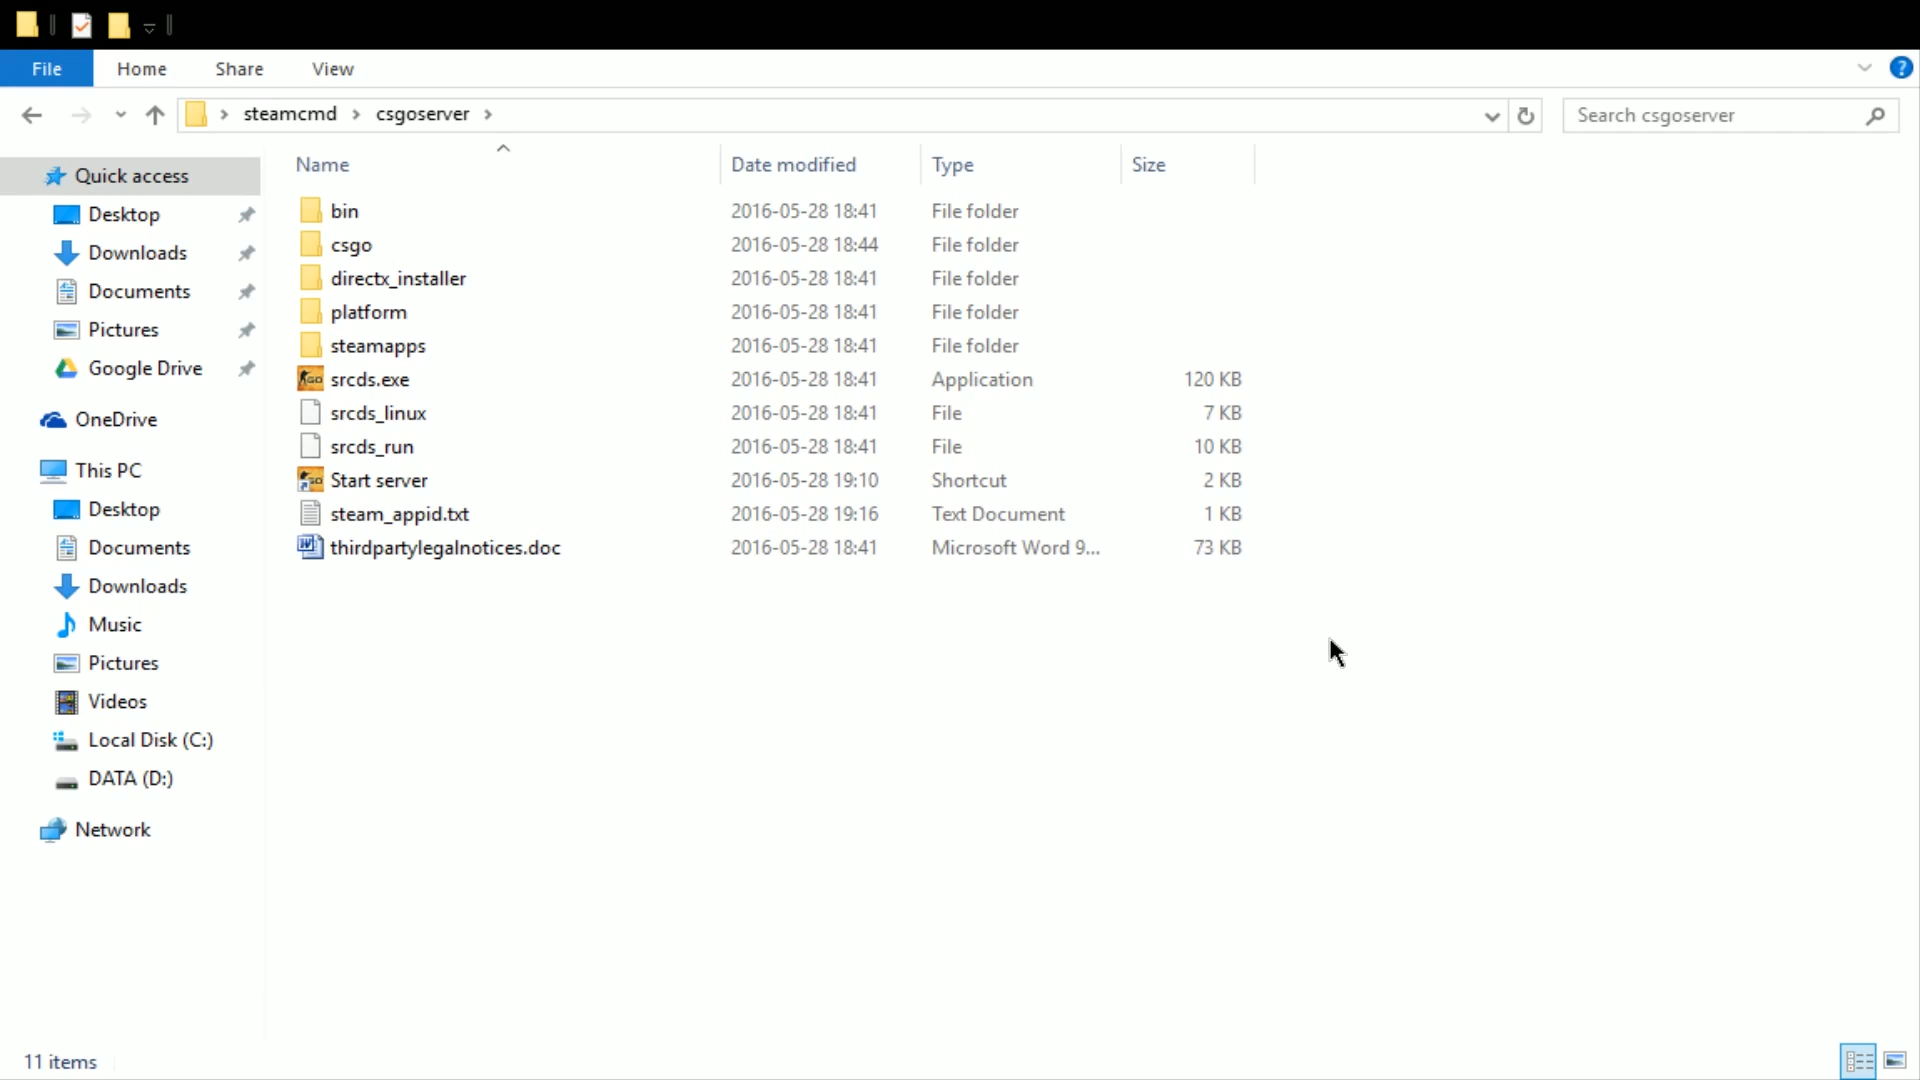 File Home Share View
steamcmd csgoserver Search csgoserver
Name Date modified Type Size
Quick access
Desktop
Downloads
Documents
Pictures
Google Drive
OneDrive
This PC
Desktop
Documents
Downloads
Music
Pictures
Videos
Local Disk (C:)
DATA (D:)
Network
bin 2016-05-28 18:41 File folder
csgo 2016-05-28 18:44 File folder
directx_installer 2016-05-28 18:41 File folder
platform 2016-05-28 18:41 File folder
steamapps 2016-05-28 18:41 File folder
srcds.exe 2016-05-28 18:41 Application 120 KB
srcds_linux 2016-05-28 18:41 File 7 KB
srcds_run 2016-05-28 18:41 File 10 KB
Start server 2016-05-28 19:10 Shortcut 2 KB
steam_appid.txt 2016-05-28 19:16 Text Document 1 KB
thirdpartylegalnotices.doc 2016-05-28 18:41 Microsoft Word 9... 73 KB
11 items